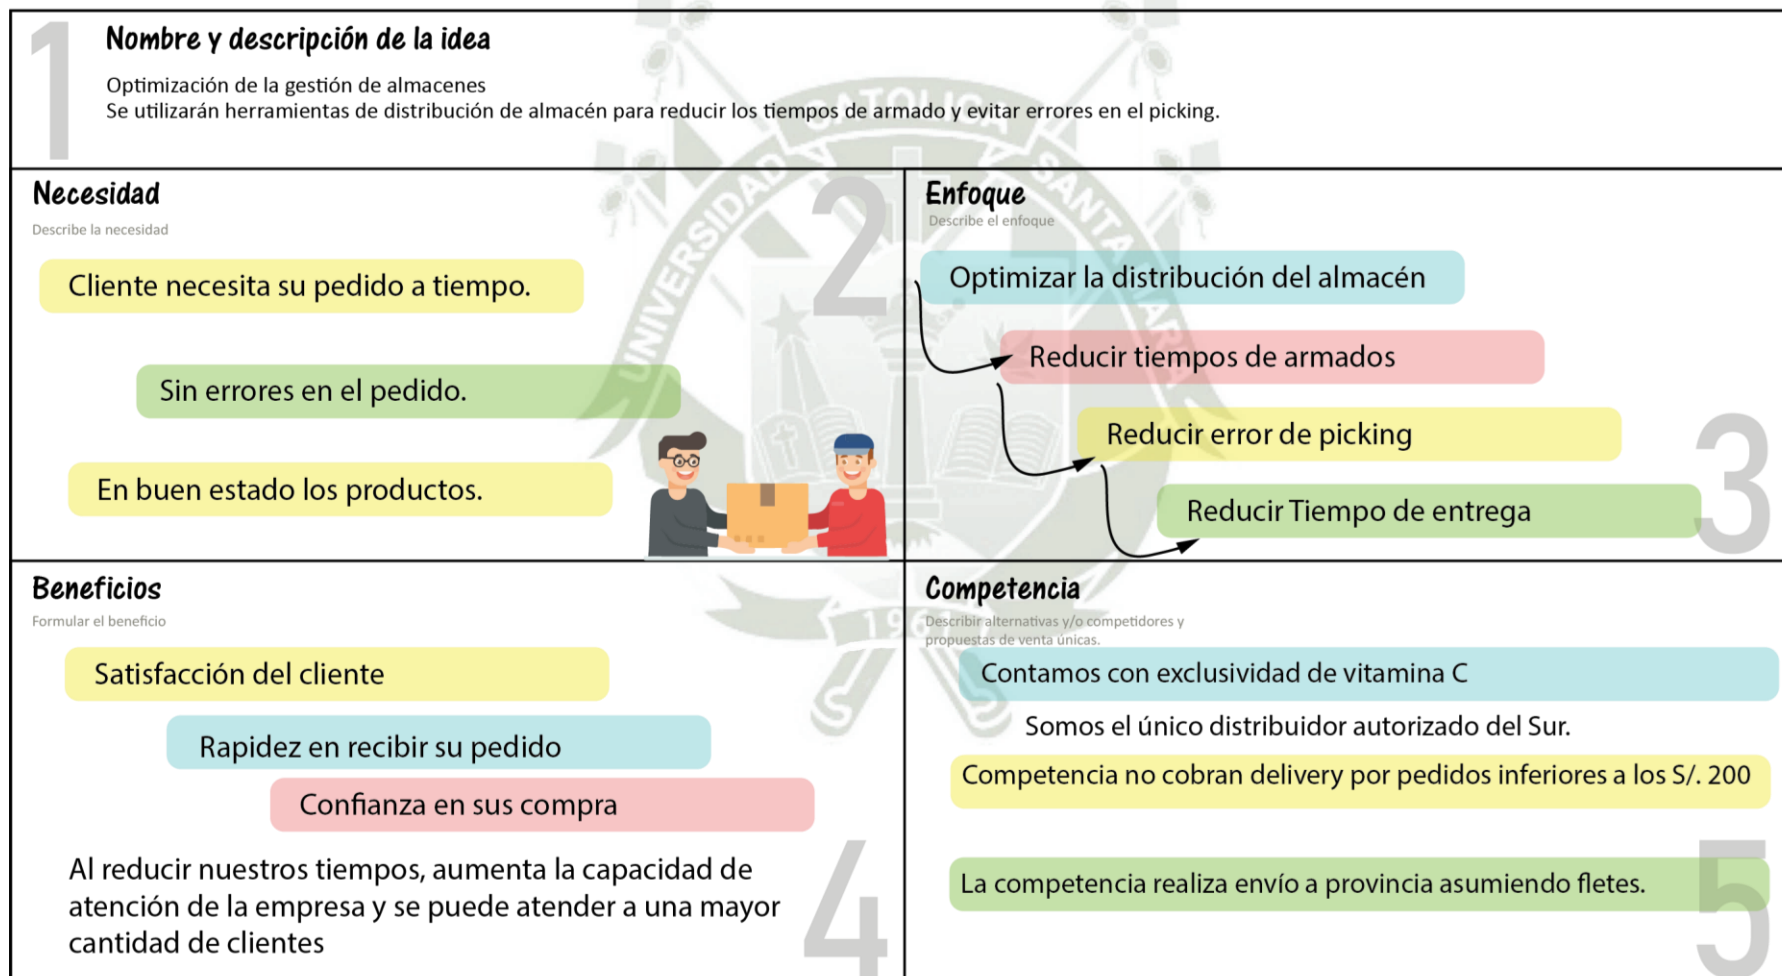 1
Nombre y descripción de la idea
Optimización de la gestión de almacenes
Se utilizarán herramientas de distribución de almacén para reducir los tiempos de armado y evitar errores en el picking.
Necesidad
2
Describe la necesidad
Cliente necesita su pedido a tiempo.
Sin errores en el pedido.
En buen estado los productos.
Enfoque
Describe el enfoque
Optimizar la distribución del almacén
Reducir tiempos de armados
Reducir error de picking
Reducir Tiempo de entrega
3
Beneficios
Formular el beneficio
Satisfacción del cliente
Rapidez en recibir su pedido
Confianza en sus compra
Al reducir nuestros tiempos, aumenta la capacidad de
atención de la empresa y se puede atender a una mayor
cantidad de clientes
4
Competencia
Describir alternativas y/o competidores y
propuestas de venta únicas.
Contamos con exclusividad de vitamina C
Somos el único distribuidor autorizado del Sur.
Competencia no cobran delivery por pedidos inferiores a los S/. 200
La competencia realiza envío a provincia asumiendo fletes.
5
UNIVERSIDAD CATOLICA SANTA MARIA
1961